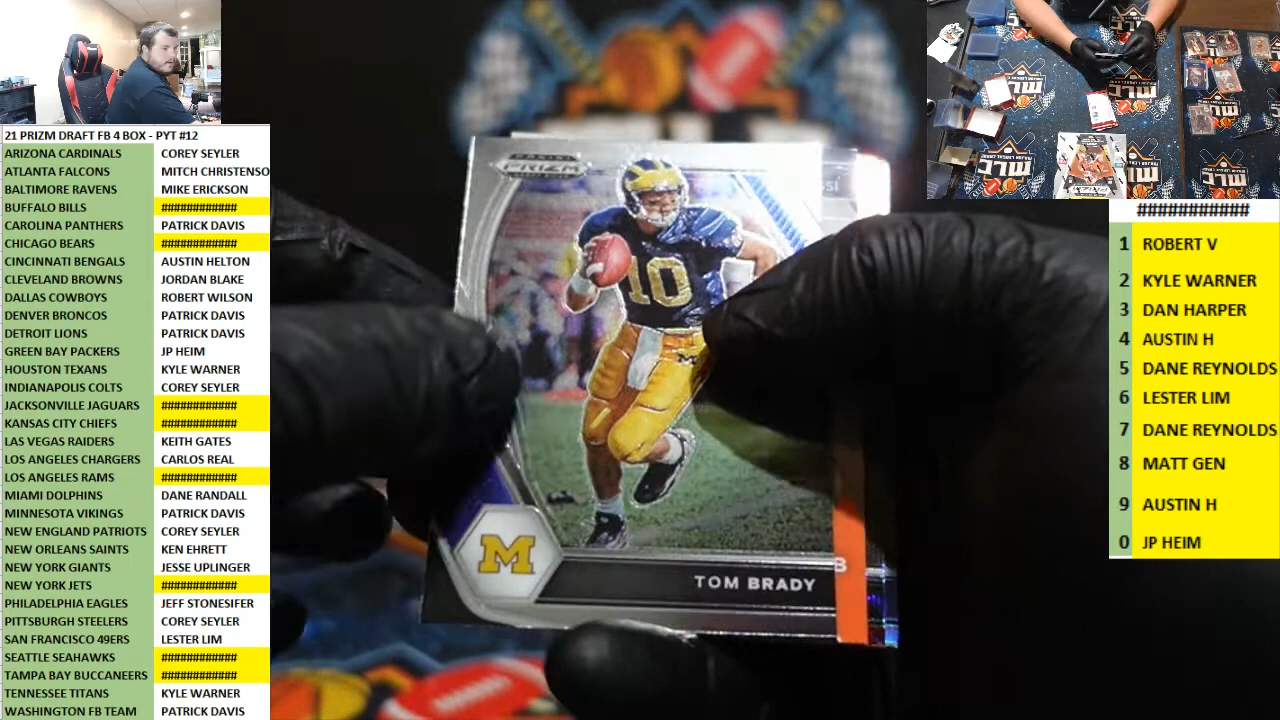 21 PRIZM DRAFT FB 4 BOX - PYT #12
ARIZONA CARDINALS COREY SEYLER
ATLANTA FALCONS MITCH CHRISTENSO
BALTIMORE RAVENS MIKE ERICKSON
BUFFALO BILLS ############
CAROLINA PANTHERS PATRICK DAVIS
CHICAGO BEARS ############
CINCINNATI BENGALS AUSTIN HELTON
CLEVELAND BROWNS JORDAN BLAKE
DALLAS COWBOYS ROBERT WILSON
DENVER BRONCOS PATRICK DAVIS
DETROIT LIONS PATRICK DAVIS
GREEN BAY PACKERS JP HEIM
HOUSTON TEXANS KYLE WARNER
INDIANAPOLIS COLTS COREY SEYLER
JACKSONVILLE JAGUARS ############
KANSAS CITY CHIEFS ############
LAS VEGAS RAIDERS KEITH GATES
LOS ANGELES CHARGERS CARLOS REAL
LOS ANGELES RAMS ############
MIAMI DOLPHINS DANE RANDALL
MINNESOTA VIKINGS PATRICK DAVIS
NEW ENGLAND PATRIOTS COREY SEYLER
NEW ORLEANS SAINTS KEN EHRETT
NEW YORK GIANTS JESSE UPLINGER
NEW YORK JETS ############
PHILADELPHIA EAGLES JEFF STONESIFER
PITTSBURGH STEELERS COREY SEYLER
SAN FRANCISCO 49ERS LESTER LIM
SEATTLE SEAHAWKS ############
TAMPA BAY BUCCANEERS ############
TENNESSEE TITANS KYLE WARNER
WASHINGTON FB TEAM PATRICK DAVIS
PANINI
PRIZM
10
M
TOM BRADY
############
1 ROBERT V
2 KYLE WARNER
3 DAN HARPER
4 AUSTIN H
5 DANE REYNOLDS
6 LESTER LIM
7 DANE REYNOLDS
8 MATT GEN
9 AUSTIN H
0 JP HEIM